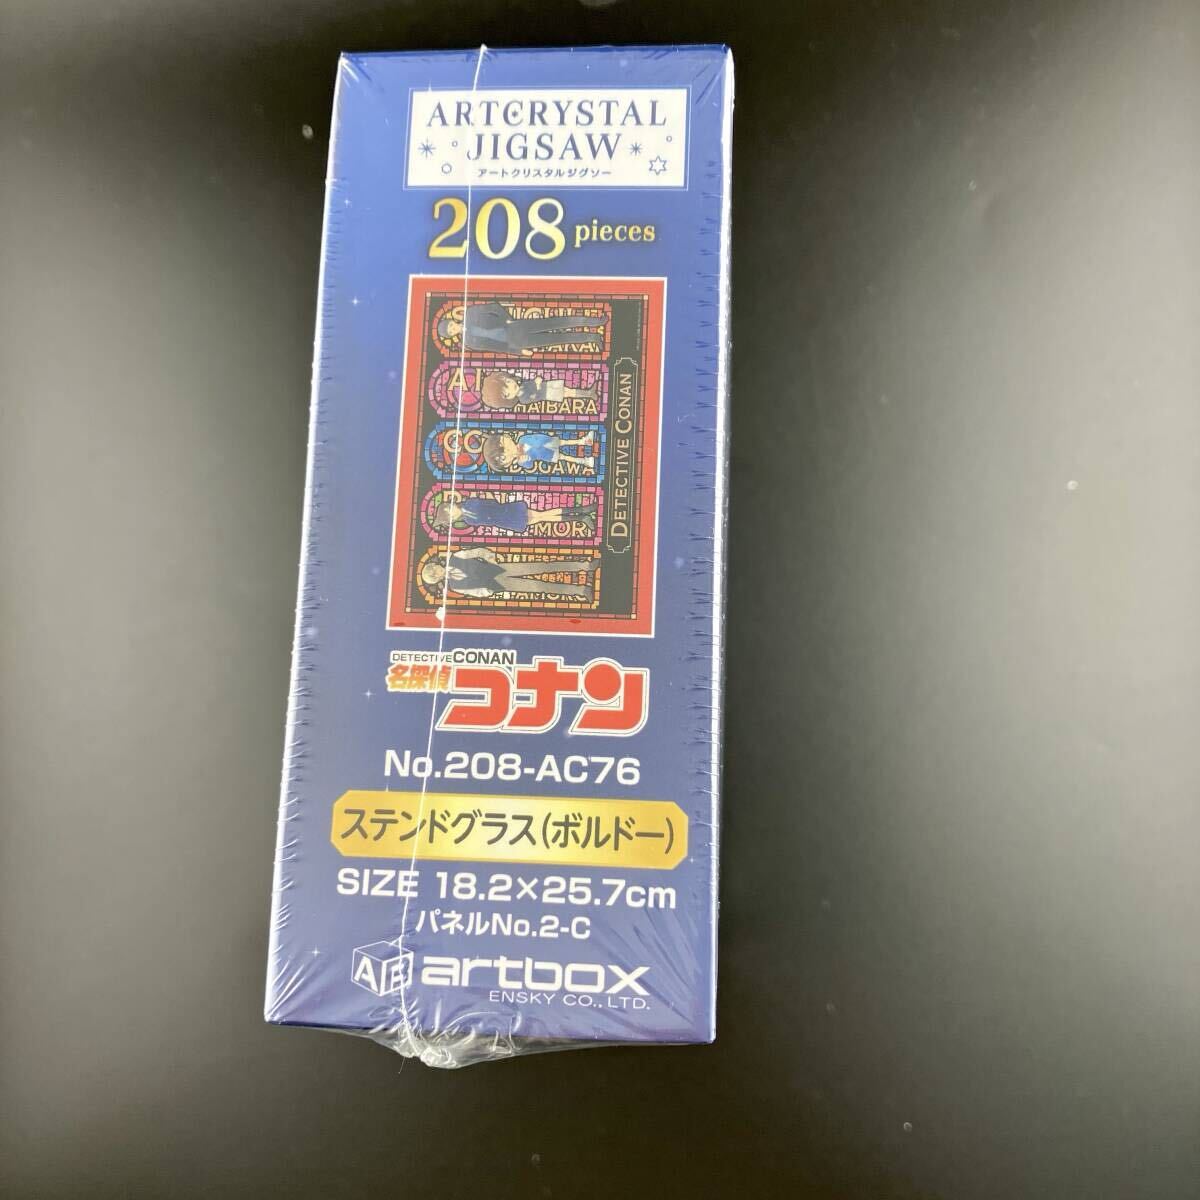 ARTCRYSTAL
JIGSAW
アートクリスタルジグソー
208 pieces
AI
HAIBARA
DETECTIVE CONAN
DETECTIVE CONAN
名探偵
コナン
No.208-AC76
ステンドグラス(ボルドー)
SIZE 18.2×25.7cm
パネルNo.2-C
artbox
ENSKY CO., LTD.